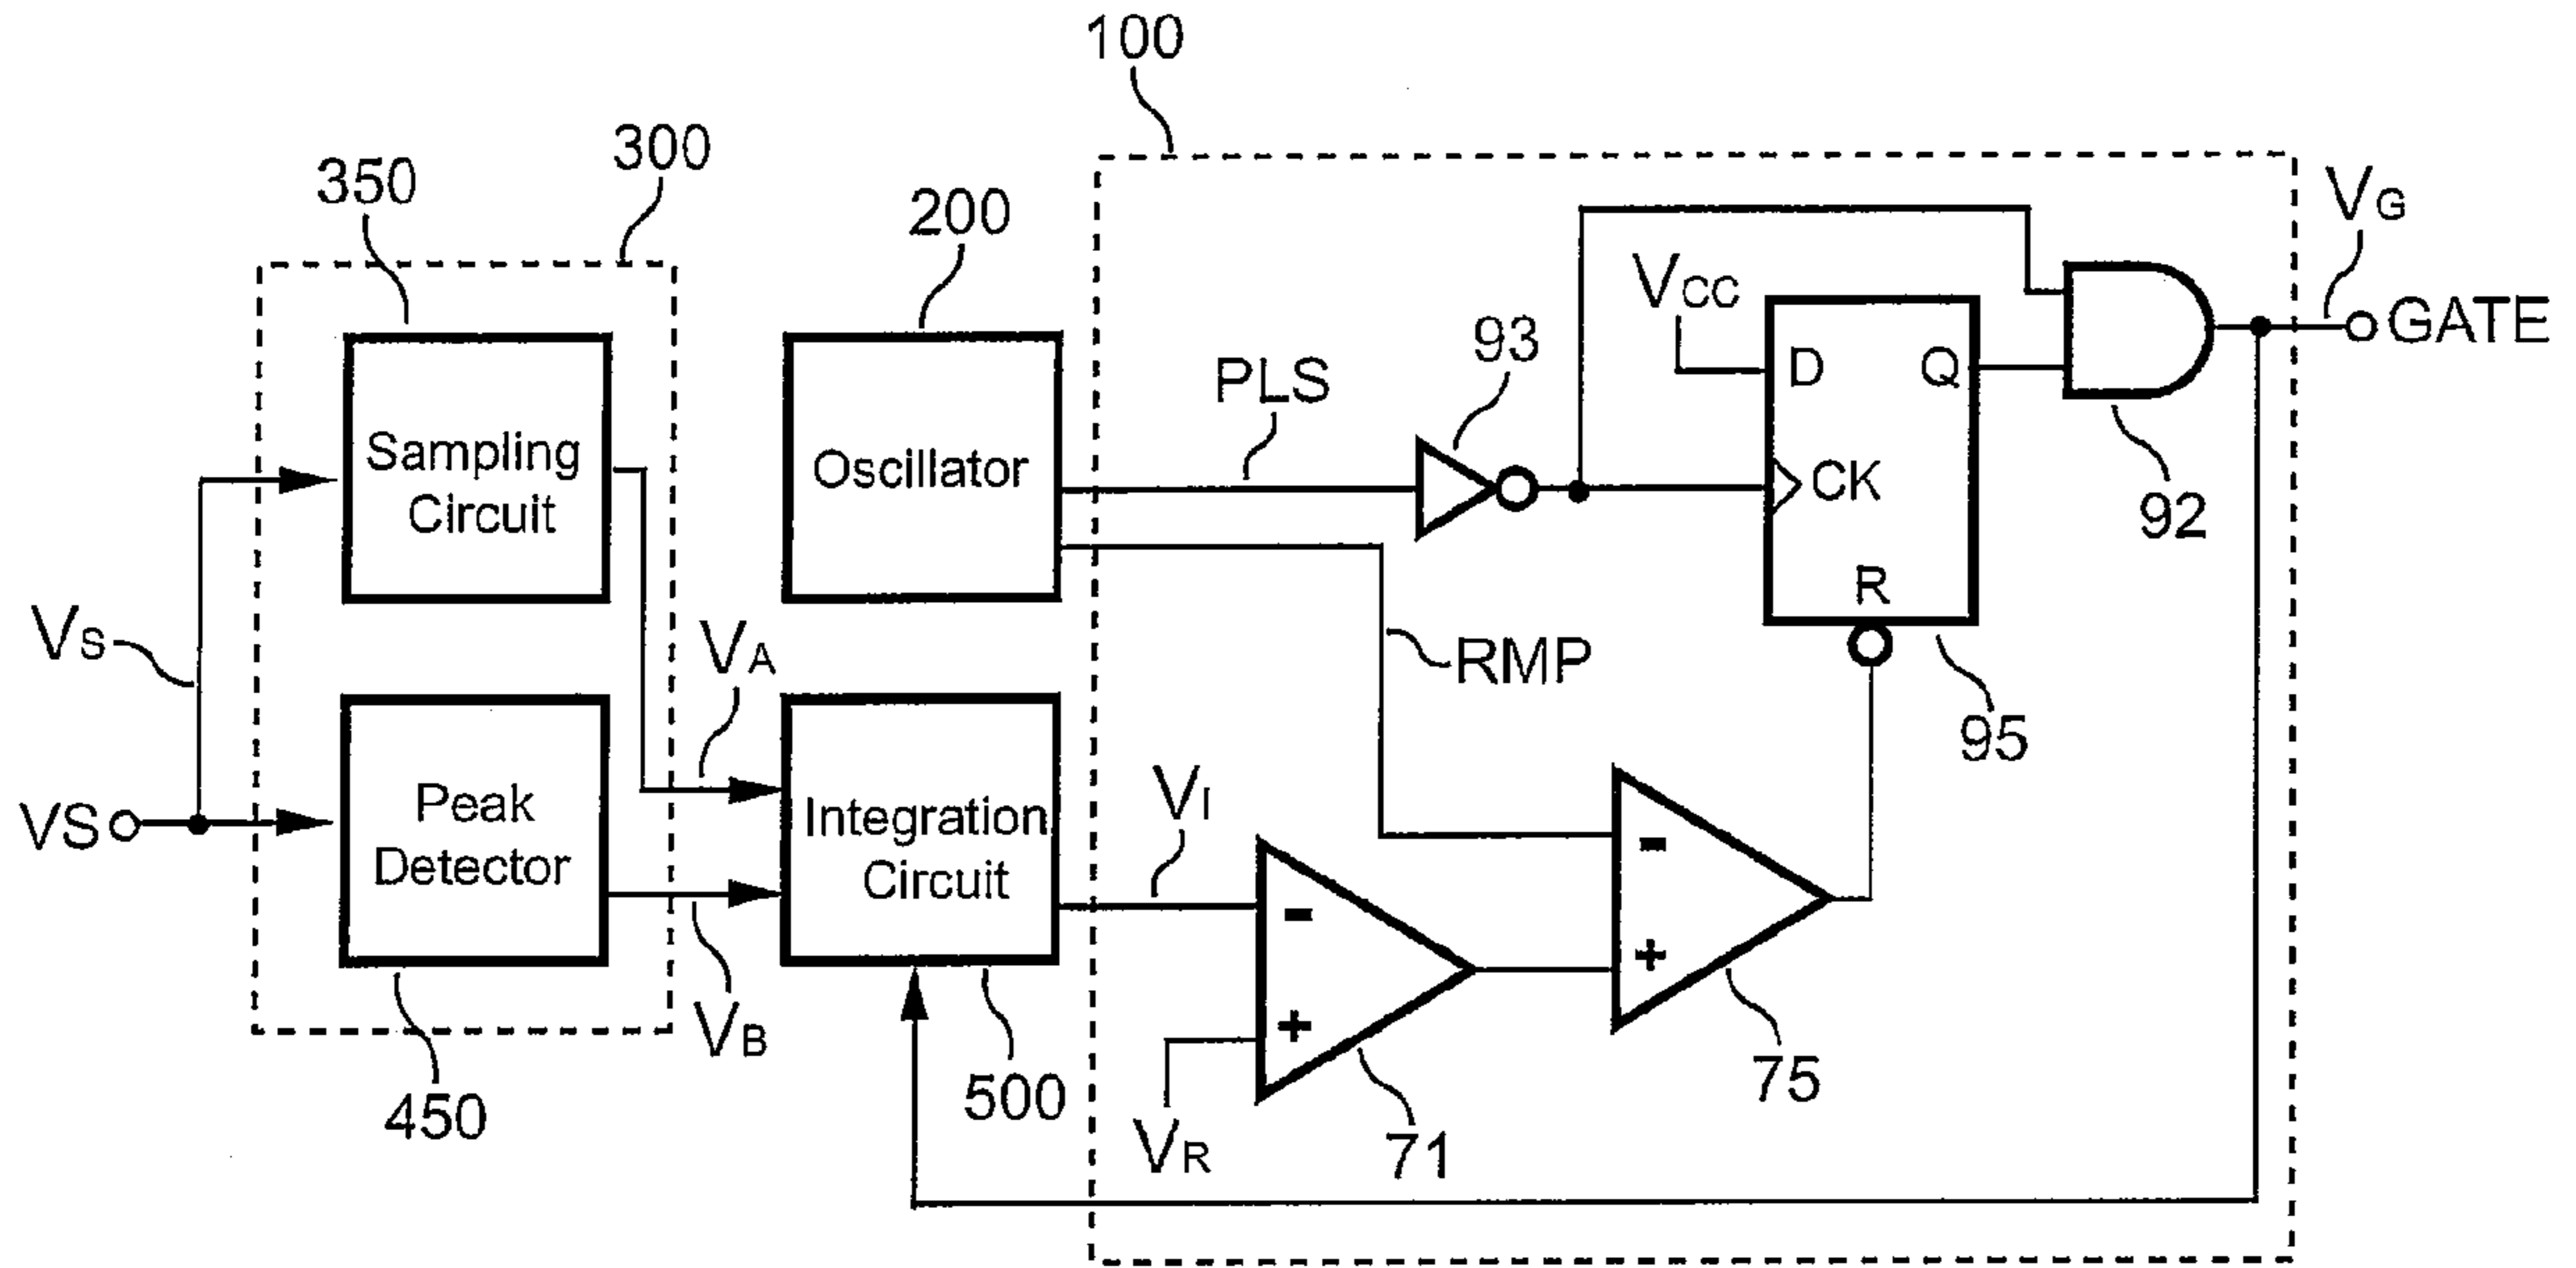 100
300
350
200
VG
GATE
VCC
93
D
Q
PLS
Sampling
Circuit
Oscillator
CK
92
R
VS
VA
RMP
95
VS
Peak
Detector
Integration
Circuit
VI
-
+
-
+
VB
450
500
VR
71
75